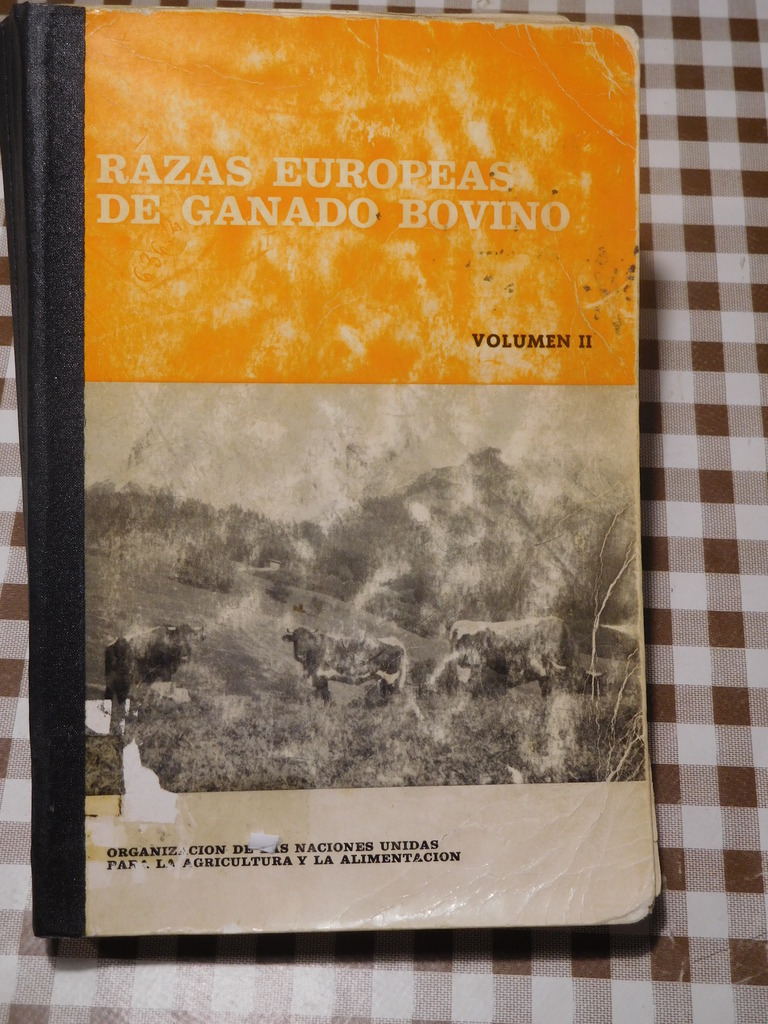 RAZAS EUROPEAS
DE GANADO BOVINO
VOLUMEN II
ORGANIZACION DE LAS NACIONES UNIDAS
PARA LA AGRICULTURA Y LA ALIMENTACION